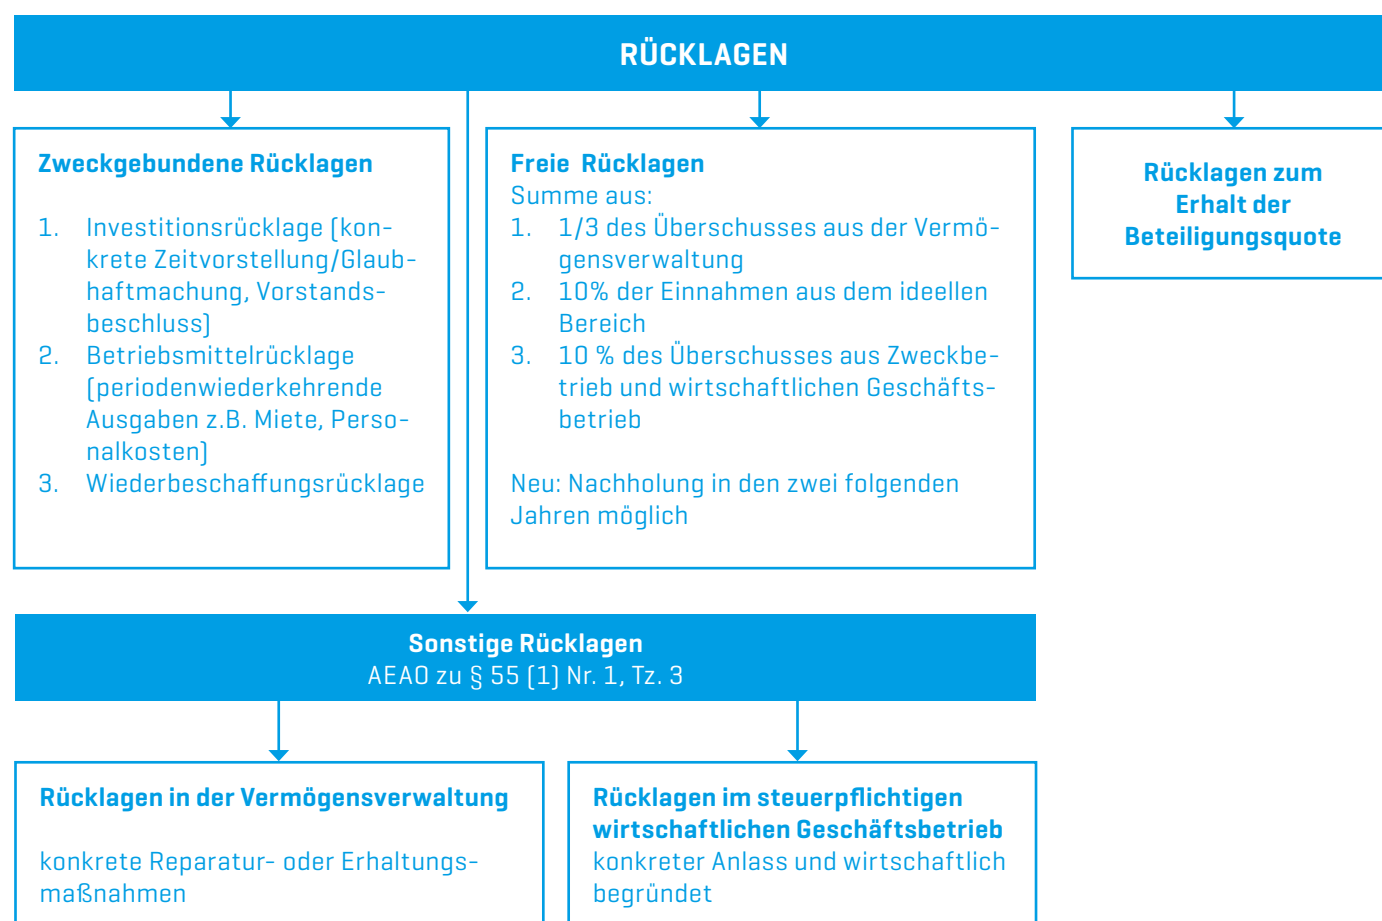 RÜCKLAGEN
Zweckgebundene Rücklagen
1. Investitionsrücklage (kon-
krete Zeitvorstellung/Glaub-
haftmachung, Vorstands-
beschluss)
2. Betriebsmittelrücklage
(periodenwiederkehrende
Ausgaben z.B. Miete, Perso-
nalkosten)
3. Wiederbeschaffungsrücklage
Freie Rücklagen
Summe aus:
1. 1/3 des Überschusses aus der Vermö-
gensverwaltung
2. 10% der Einnahmen aus dem ideellen
Bereich
3. 10 % des Überschusses aus Zweckbe-
trieb und wirtschaftlichen Geschäfts-
betrieb
Neu: Nachholung in den zwei folgenden
Jahren möglich
Rücklagen zum
Erhalt der
Beteiligungsquote
Sonstige Rücklagen
AEAO zu § 55 (1) Nr. 1, Tz. 3
Rücklagen in der Vermögensverwaltung
konkrete Reparatur- oder Erhaltungs-
maßnahmen
Rücklagen im steuerpflichtigen
wirtschaftlichen Geschäftsbetrieb
konkreter Anlass und wirtschaftlich
begründet